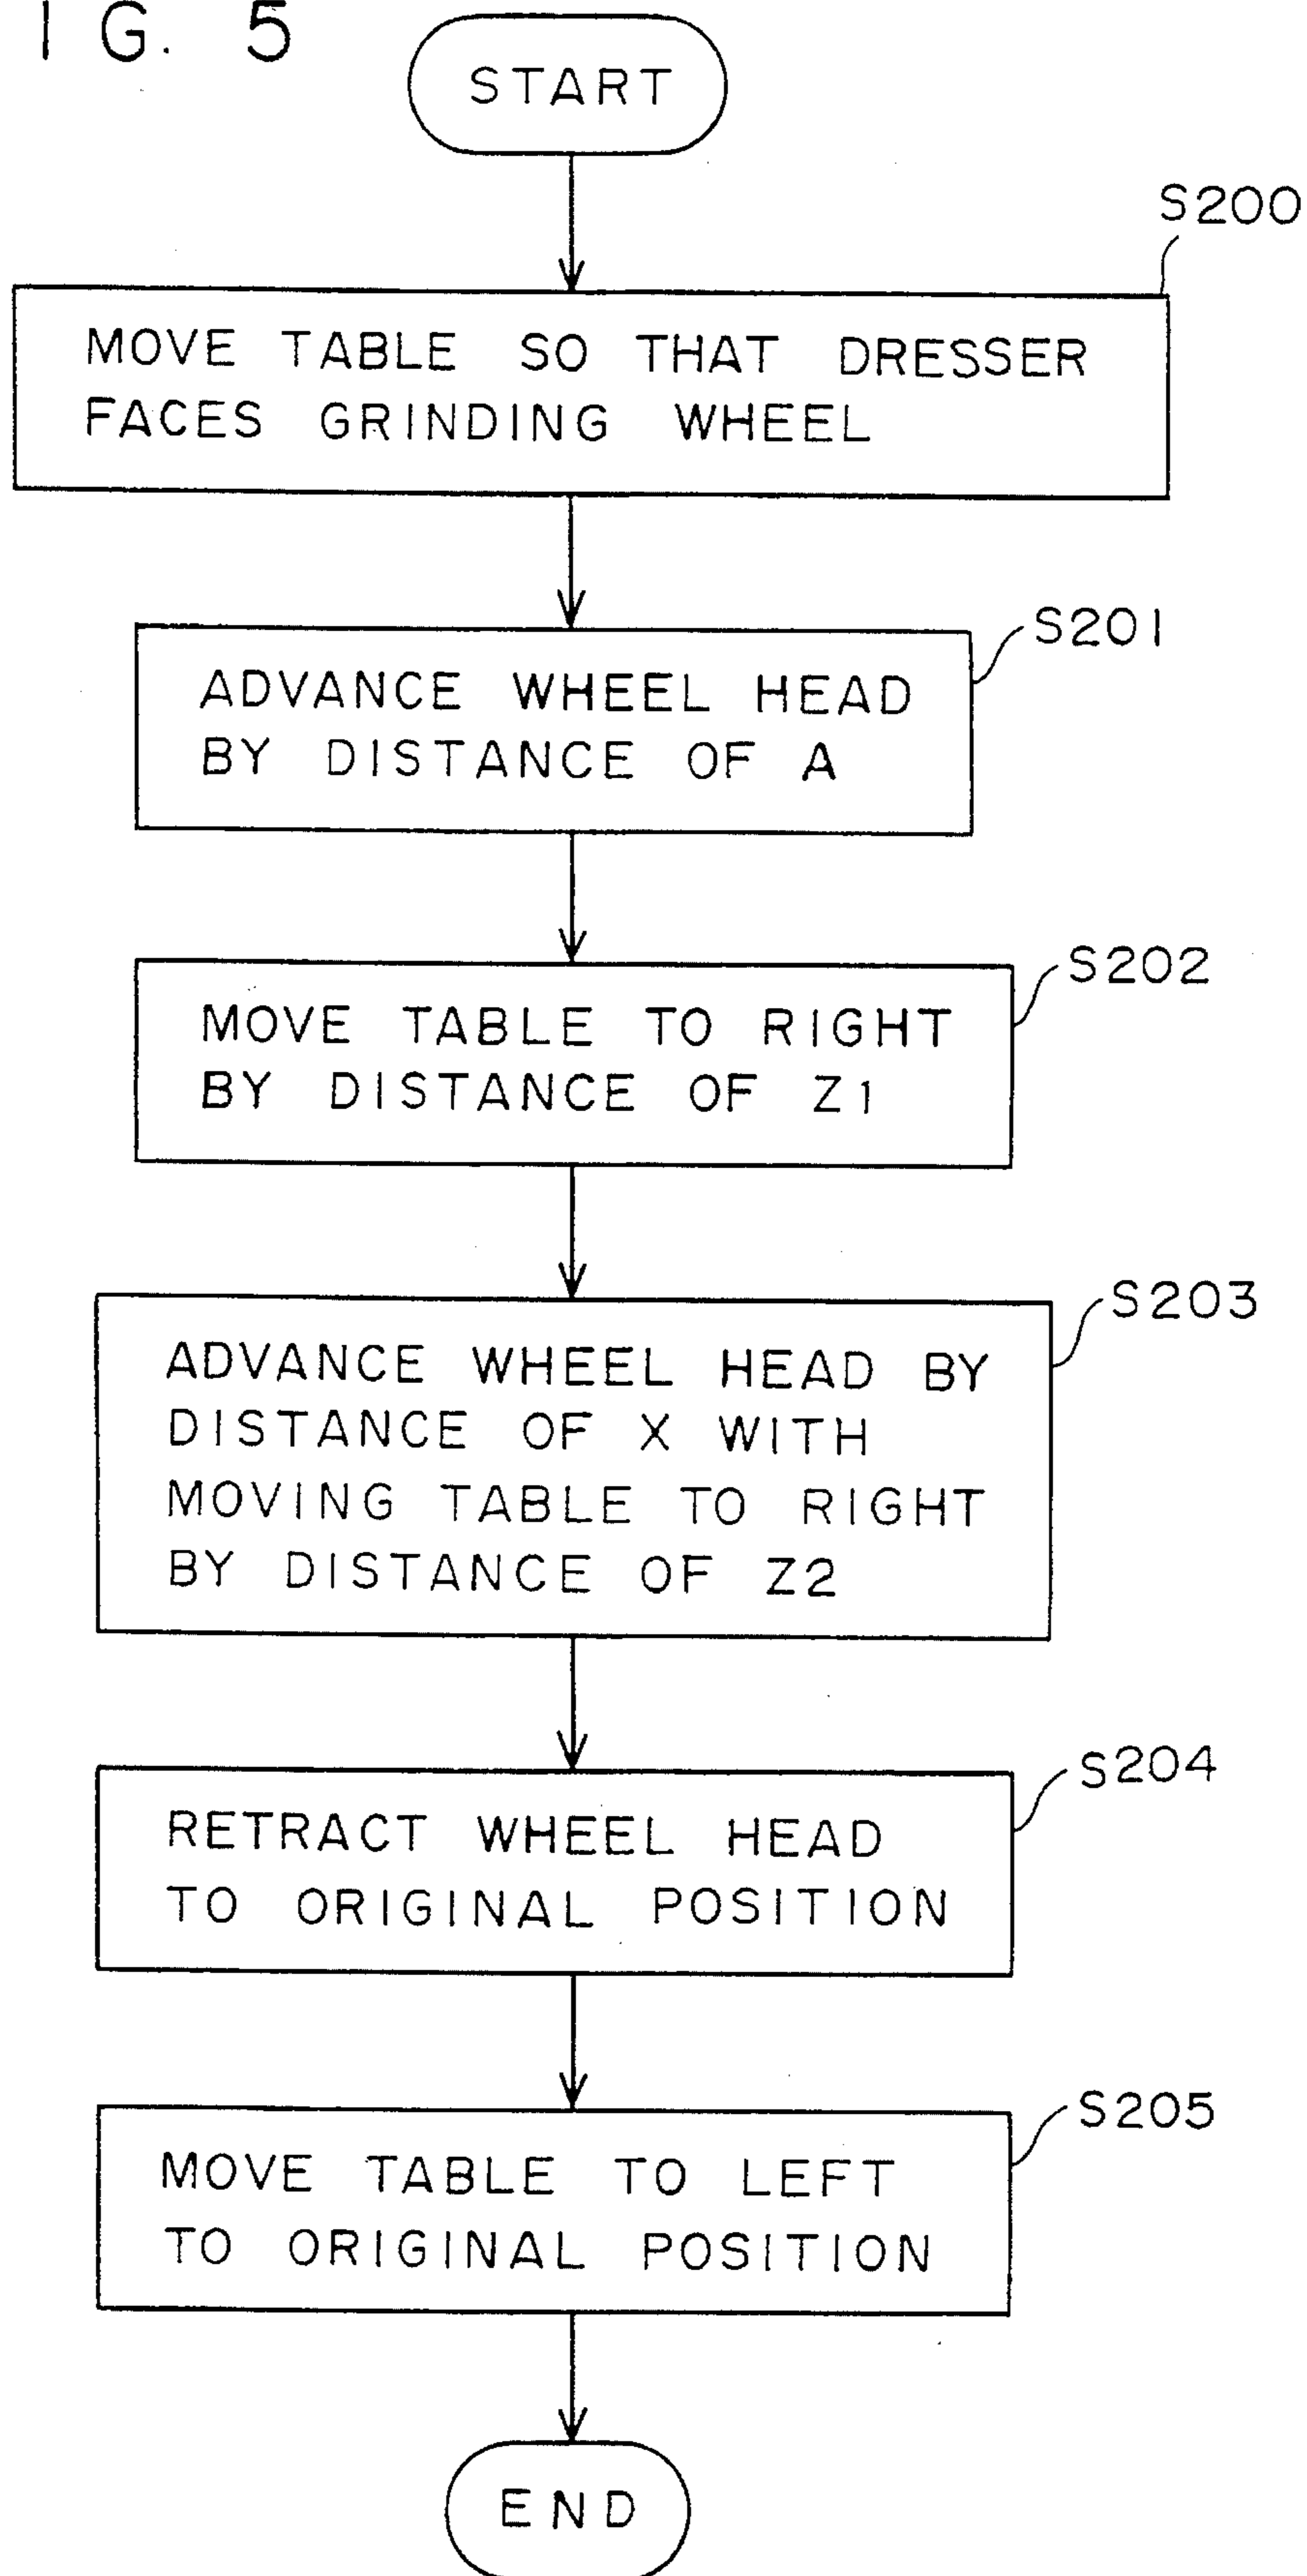 IG. 5
START
S200
MOVE TABLE SO THAT DRESSER
FACES GRINDING WHEEL
S201
ADVANCE WHEEL HEAD
BY DISTANCE OF A
S202
MOVE TABLE TO RIGHT
BY DISTANCE OF Z1
S203
ADVANCE WHEEL HEAD BY
DISTANCE OF X WITH
MOVING TABLE TO RIGHT
BY DISTANCE OF Z2
S204
RETRACT WHEEL HEAD
TO ORIGINAL POSITION
S205
MOVE TABLE TO LEFT
TO ORIGINAL POSITION
END